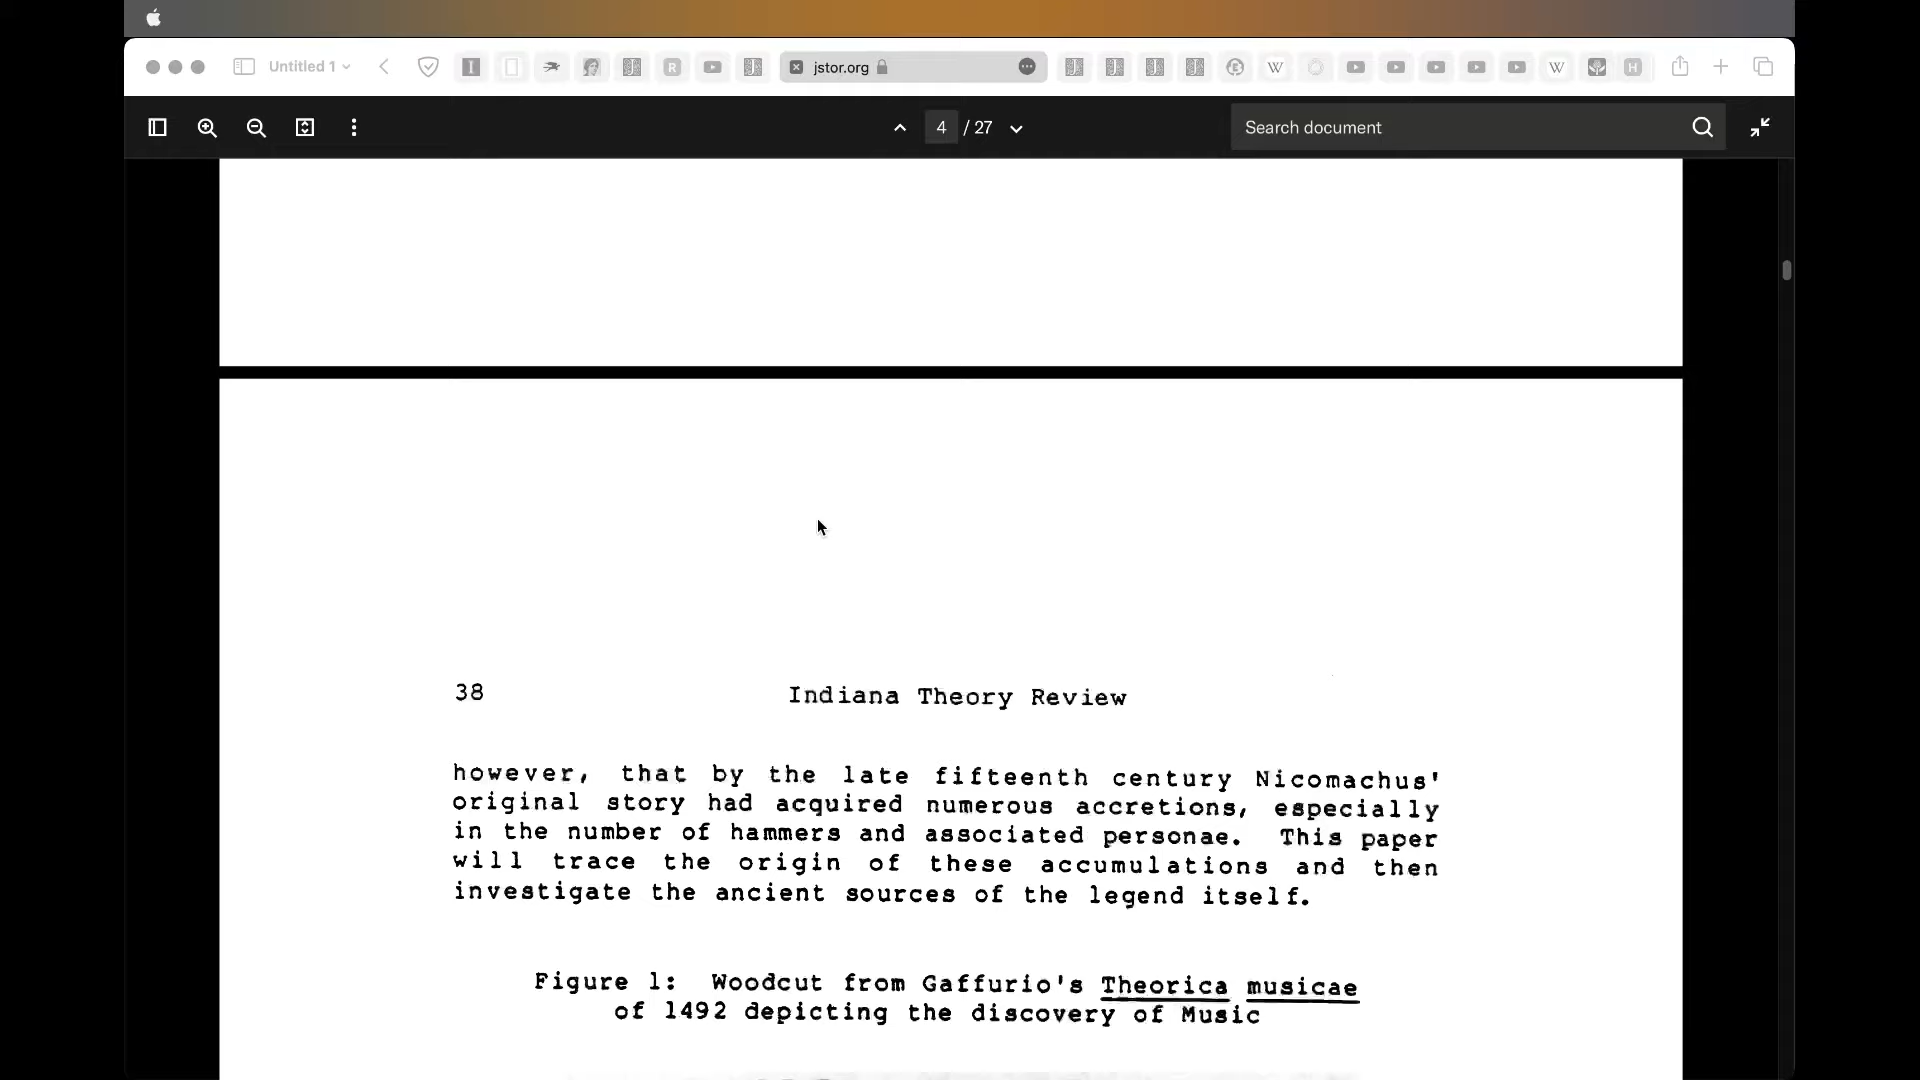 Untitled 1
jstor.org
4 / 27
Search document
38
Indiana Theory Review
however, that by the late fifteenth century Nicomachus'
original story had acquired numerous accretions, especially
in the number of hammers and associated personae. This paper
will trace the origin of these accumulations and then
investigate the ancient sources of the legend itself.
Figure 1: Woodcut from Gaffurio's Theorica musicae
of 1492 depicting the discovery of Music